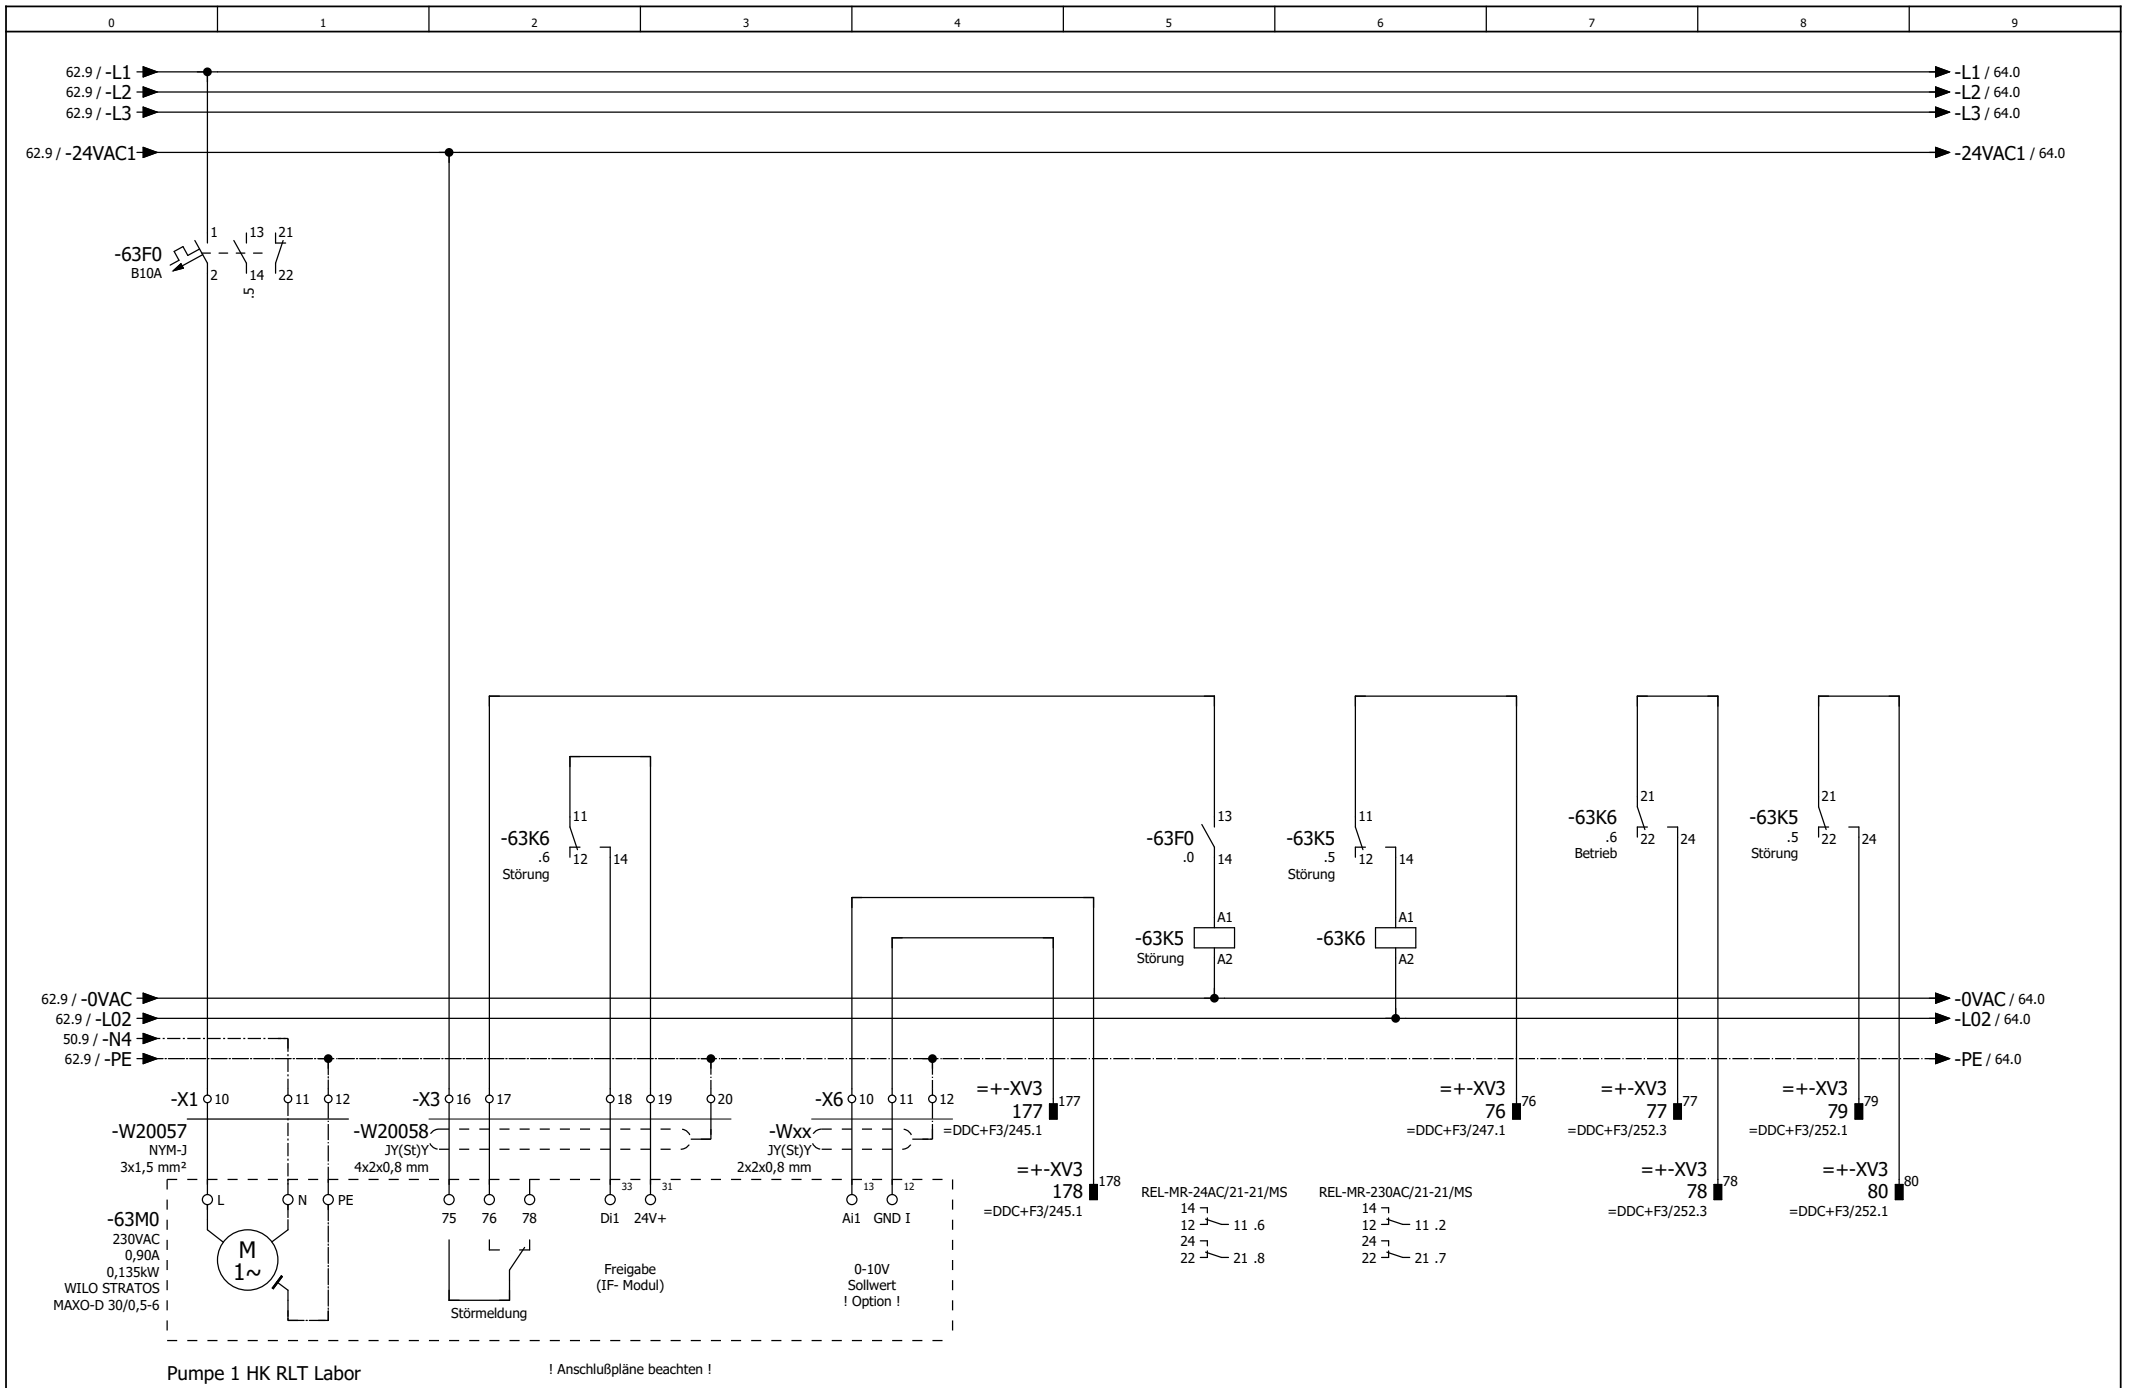 0 1 2 3 4 5 6 7 8 9
62.9 / -L1 -L1 / 64.0
62.9 / -L2 -L2 / 64.0
62.9 / -L3 -L3 / 64.0
62.9 / -24VAC1 -24VAC1 / 64.0
1 13 21
-63F0
B10A
2 14 22
.5
11
-63K6
.6
Störung
12 14
13
-63F0
.0
14
11
-63K5
.5
Störung
12 14
21
-63K6
.6
Betrieb
22 24
21
-63K5
.5
Störung
22 24
A1
-63K5
Störung
A2
A1
-63K6
A2
62.9 / -0VAC -0VAC / 64.0
62.9 / -L02 -L02 / 64.0
50.9 / -N4
62.9 / -PE -PE / 64.0
-X1 10 11 12
-X3 16 17 18 19 20
-X6 10 11 12
=+-XV3
177 177
=DDC+F3/245.1
=+-XV3
76 76
=DDC+F3/247.1
=+-XV3
77 77
=DDC+F3/252.3
=+-XV3
79 79
=DDC+F3/252.1
-W20057
NYM-J
3x1,5 mm²
-W20058
JY(St)Y
4x2x0,8 mm
-Wxx
JY(St)Y
2x2x0,8 mm
=+-XV3
178 178
=DDC+F3/245.1
=+-XV3
78 78
=DDC+F3/252.3
=+-XV3
80 80
=DDC+F3/252.1
L N PE
-63M0
230VAC
0,90A
0,135kW
WILO STRATOS
MAXO-D 30/0,5-6
M
1~
33 31 13 12
75 76 78 Di1 24V+ Ai1 GND I
Störmeldung
Freigabe
(IF- Modul)
0-10V
Sollwert
! Option !
REL-MR-24AC/21-21/MS
14
12 11 .6
24
22 21 .8
REL-MR-230AC/21-21/MS
14
12 11 .2
24
22 21 .7
Pumpe 1 HK RLT Labor
! Anschlußpläne beachten !